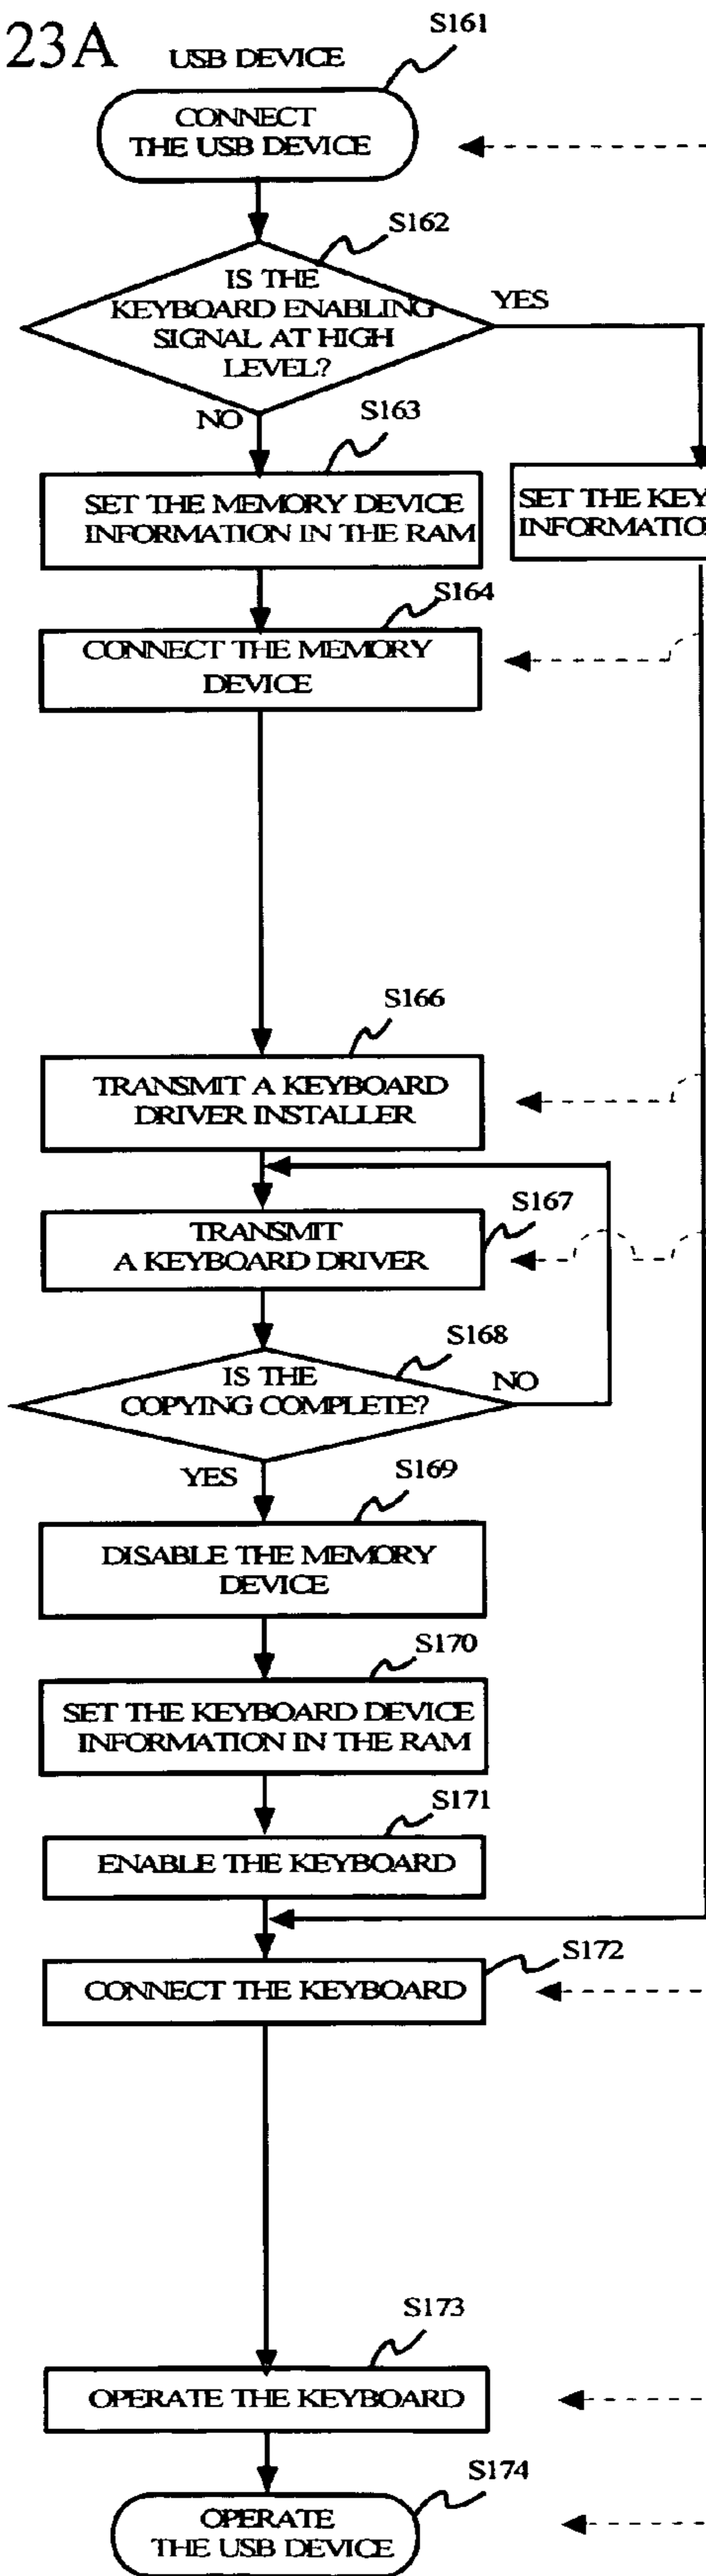 23A
USB DEVICE
S161
CONNECT
THE USB DEVICE
S162
IS THE
KEYBOARD ENABLING
SIGNAL AT HIGH
LEVEL?
YES
NO
S163
SET THE MEMORY DEVICE
INFORMATION IN THE RAM
SET THE KEY
INFORMATIO
S164
CONNECT THE MEMORY
DEVICE
S166
TRANSMIT A KEYBOARD
DRIVER INSTALLER
S167
TRANSMIT
A KEYBOARD DRIVER
S168
IS THE
COPYING COMPLETE?
NO
YES
S169
DISABLE THE MEMORY
DEVICE
S170
SET THE KEYBOARD DEVICE
INFORMATION IN THE RAM
S171
ENABLE THE KEYBOARD
S172
CONNECT THE KEYBOARD
S173
OPERATE THE KEYBOARD
S174
OPERATE
THE USB DEVICE